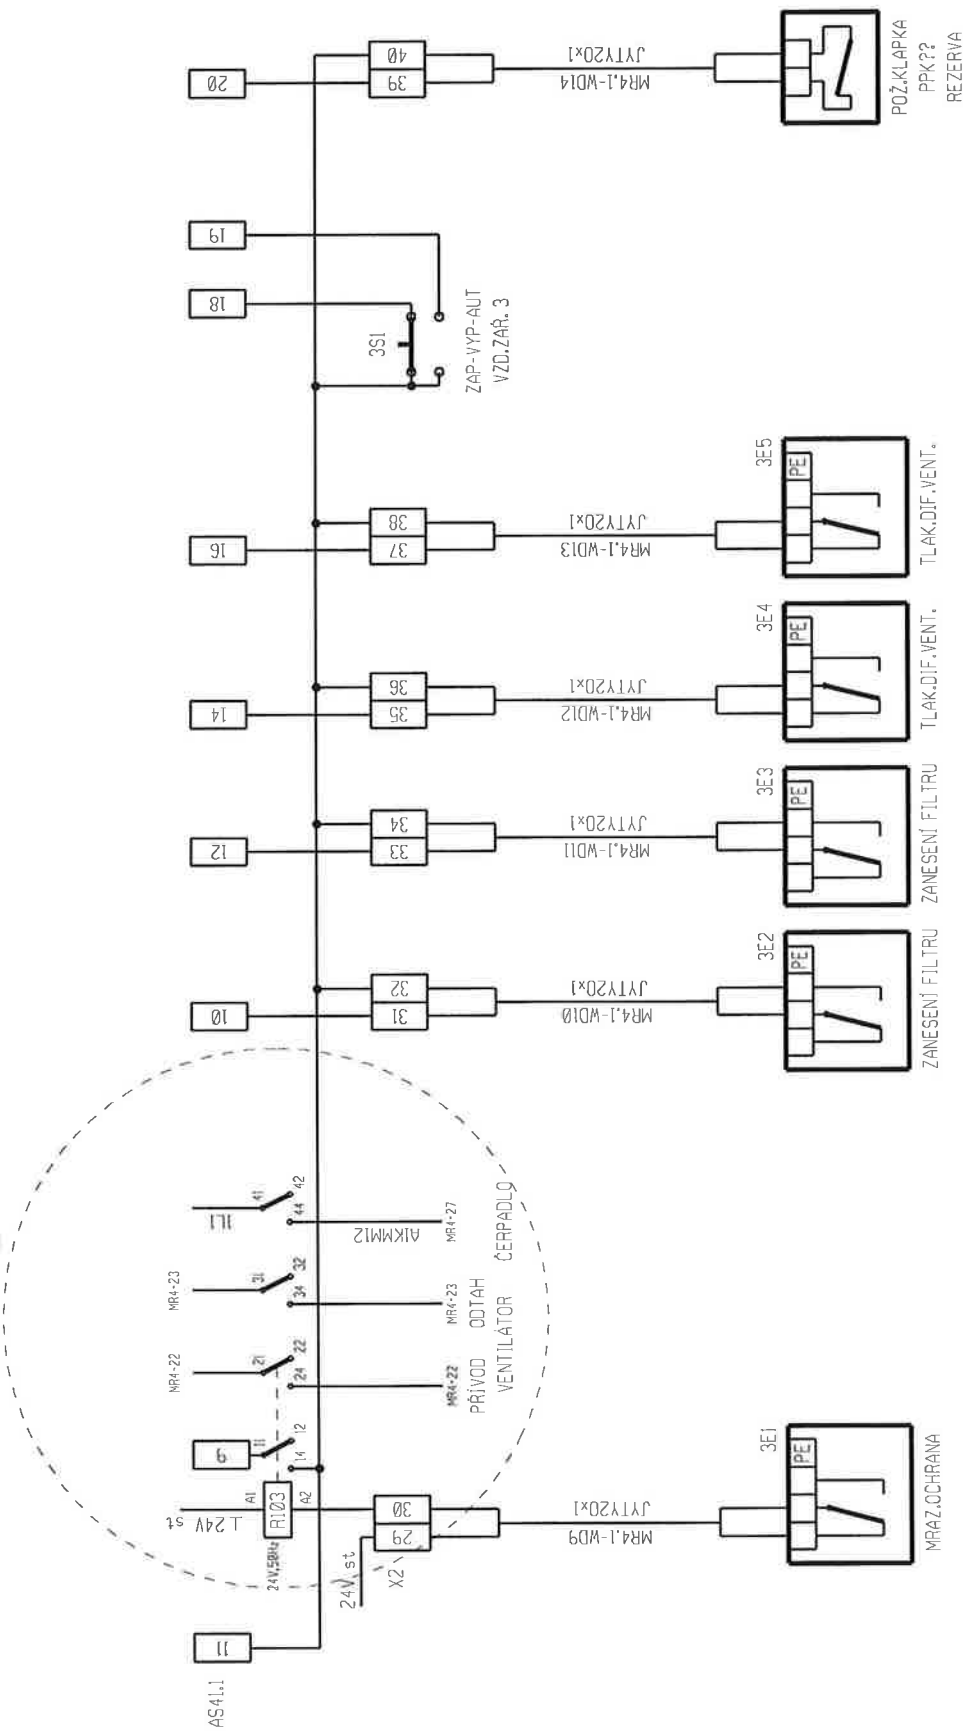 AS41.1
11
⊥24V st
A1
R103
A2
24V,50Hz
9
11
12
14
MR4-22
21
22
24
MR4-22
PŘÍVOD
MR4-23
31
32
34
MR4-23
ODTAH
VENTILÁTOR
1L1
41
42
44
A1KMM12
MR4-27
ČERPADLO
24V, st
X2
29
30
MR4.1-WD9
JYTY2Ox1
3E1
PE
MRAZ.OCHRANA
10
31
32
MR4.1-WD10
JYTY2Ox1
3E2
PE
ZANESENÍ FILTRU
12
33
34
MR4.1-WD11
JYTY2Ox1
3E3
PE
ZANESENÍ FILTRU
14
35
36
MR4.1-WD12
JYTY2Ox1
3E4
PE
TLAK.DIF.VENT.
16
37
38
MR4.1-WD13
JYTY2Ox1
3E5
PE
TLAK.DIF.VENT.
18
19
3S1
ZAP-VYP-AUT
VZD.ZAŘ. 3
20
39
40
MR4.1-WD14
JYTY2Ox1
POŽ.KLAPKA
PPK??
REZERVA